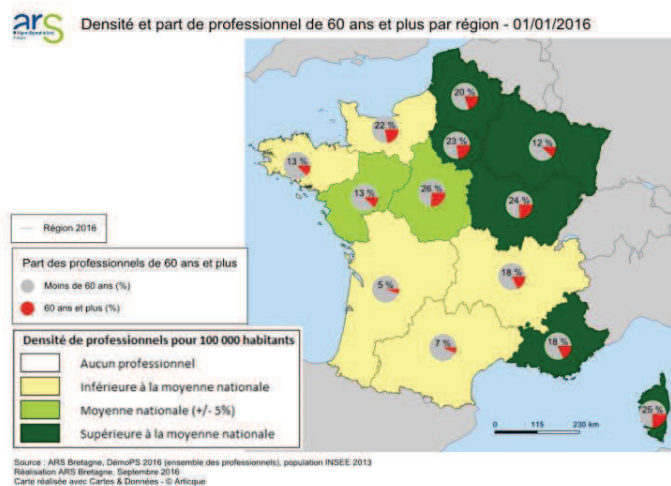 ars
Densité et part de professionnel de 60 ans et plus par région - 01/01/2016
20 %
22 %
23 %
12 %
13 %
13 %
26 %
24 %
5 %
18 %
7 %
18 %
25 %
Région 2016
Part des professionnels de 60 ans et plus
Moins de 60 ans (%)
60 ans et plus (%)
Densité de professionnels pour 100 000 habitants
Aucun professionnel
Inférieure à la moyenne nationale
Moyenne nationale (+/- 5%)
Supérieure à la moyenne nationale
0 115 230 km
Source : ARS Bretagne, DémoPS 2016 (ensemble des professionnels), population INSEE 2013
Réalisation ARS Bretagne, Septembre 2016
Carte réalisée avec Cartes & Données - © Articque